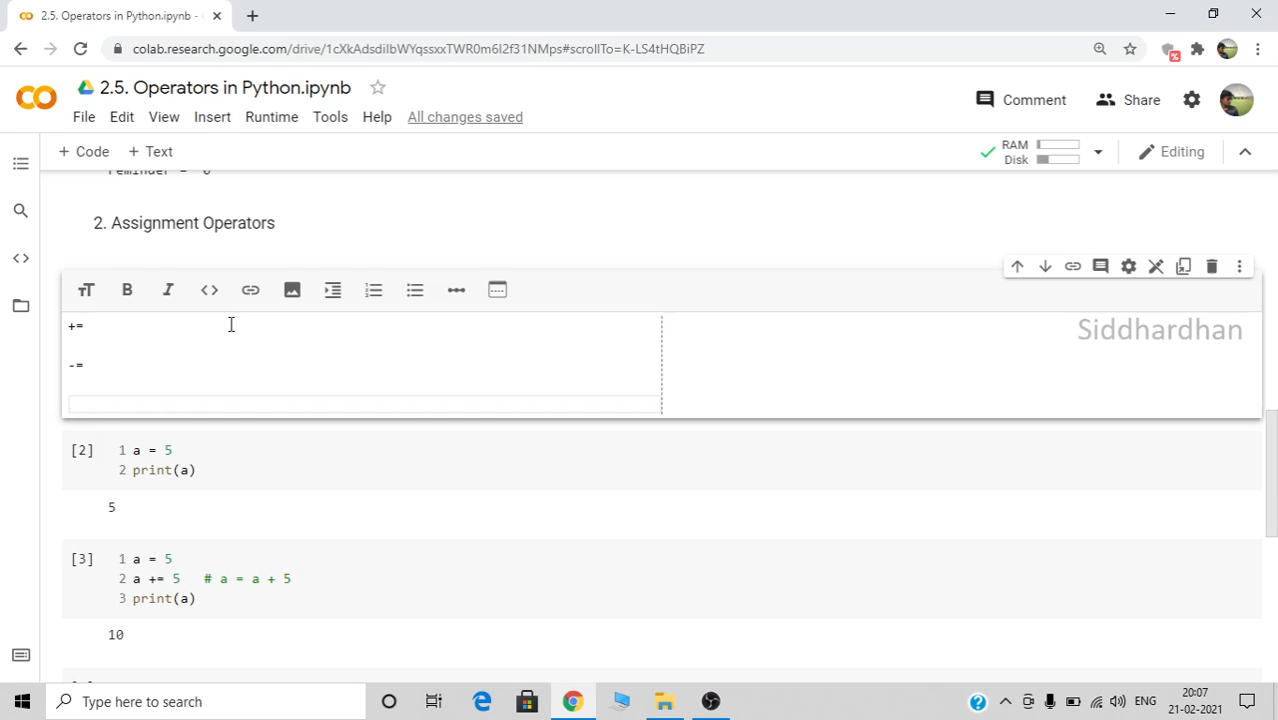 2.5. Operators in Python.ipynb -
colab.research.google.com/drive/1cXkAdsdiIbWYqssxxTWR0m6I2f31NMps#scrollTo=K-LS4tHQBiPZ
2.5. Operators in Python.ipynb
File Edit View Insert Runtime Tools Help All changes saved
Comment Share
+ Code + Text
RAM
Disk
Editing
reminder = 0
2. Assignment Operators
+=
Siddhardhan
-=
[2] 1 a = 5
2 print(a)
5
[3] 1 a = 5
2 a += 5 # a = a + 5
3 print(a)
10
Type here to search
ENG
20:07
21-02-2021